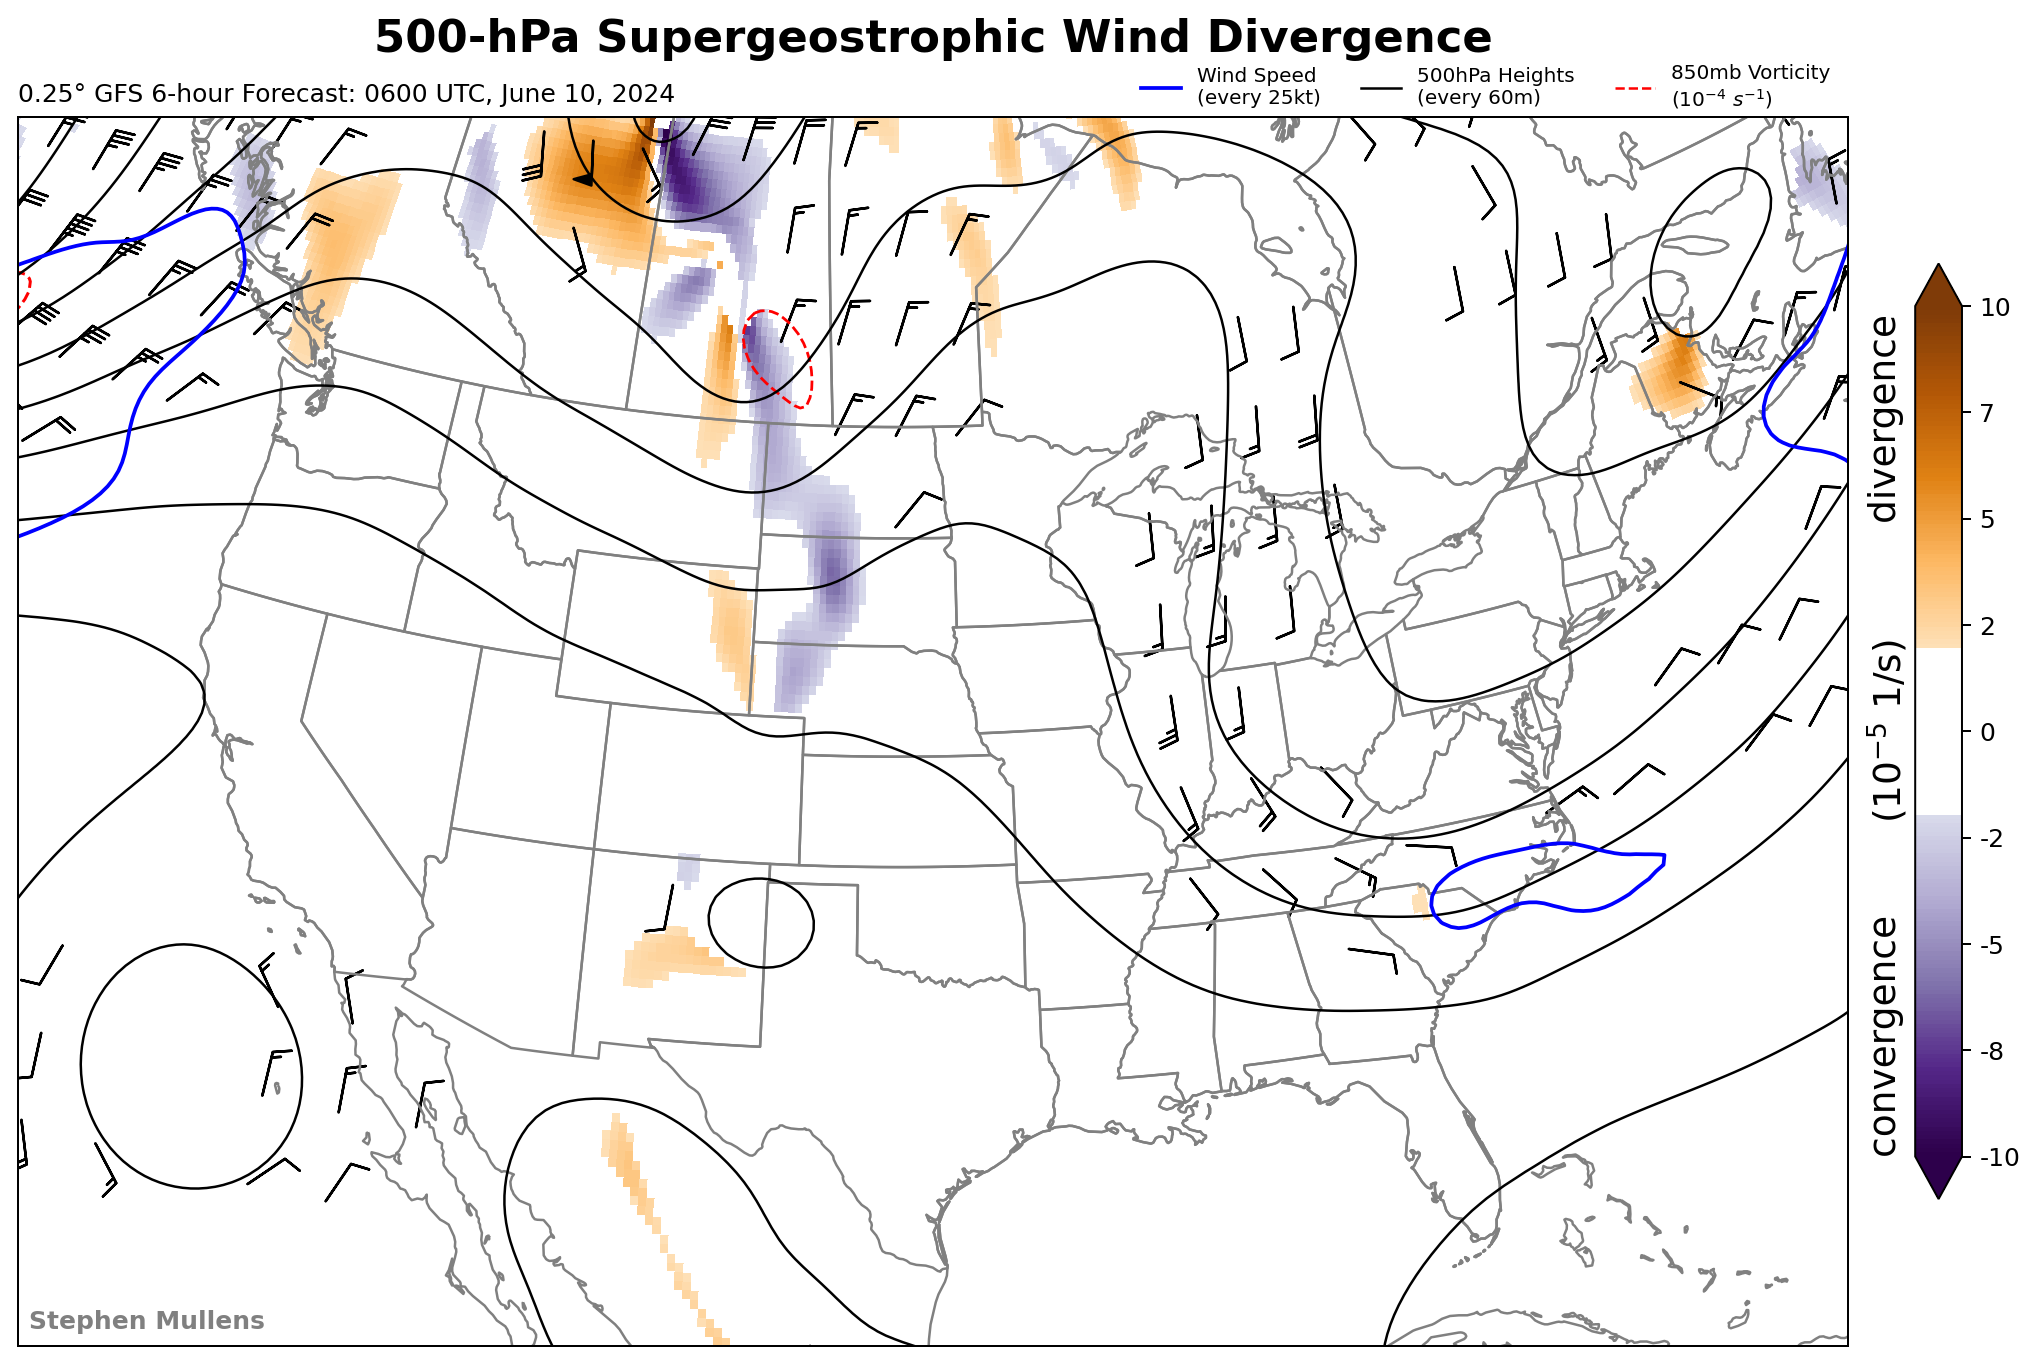 500-hPa Supergeostrophic Wind Divergence
0.25° GFS 6-hour Forecast: 0600 UTC, June 10, 2024
Wind Speed
(every 25kt)
500hPa Heights
(every 60m)
850mb Vorticity
(10⁻⁴ s⁻¹)
10
7
5
2
0
-2
-5
-8
-10
convergence (10⁻⁵ 1/s) divergence
Stephen Mullens